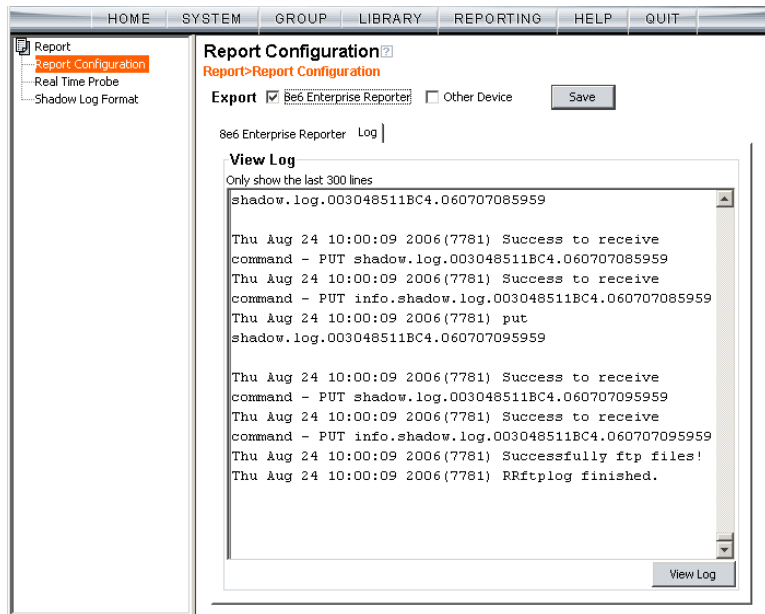 HOME SYSTEM GROUP LIBRARY REPORTING HELP QUIT
Report
Report Configuration
Real Time Probe
Shadow Log Format
Report Configuration?
Report>Report Configuration
Export 8e6 Enterprise Reporter Other Device Save
8e6 Enterprise Reporter Log
View Log
Only show the last 300 lines
shadow.log.003048511BC4.060707085959
Thu Aug 24 10:00:09 2006(7781) Success to receive
command - PUT shadow.log.003048511BC4.060707085959
Thu Aug 24 10:00:09 2006(7781) Success to receive
command - PUT info.shadow.log.003048511BC4.060707085959
Thu Aug 24 10:00:09 2006(7781) put
shadow.log.003048511BC4.060707095959
Thu Aug 24 10:00:09 2006(7781) Success to receive
command - PUT shadow.log.003048511BC4.060707095959
Thu Aug 24 10:00:09 2006(7781) Success to receive
command - PUT info.shadow.log.003048511BC4.060707095959
Thu Aug 24 10:00:09 2006(7781) Successfully ftp files!
Thu Aug 24 10:00:09 2006(7781) RRftplog finished.
View Log